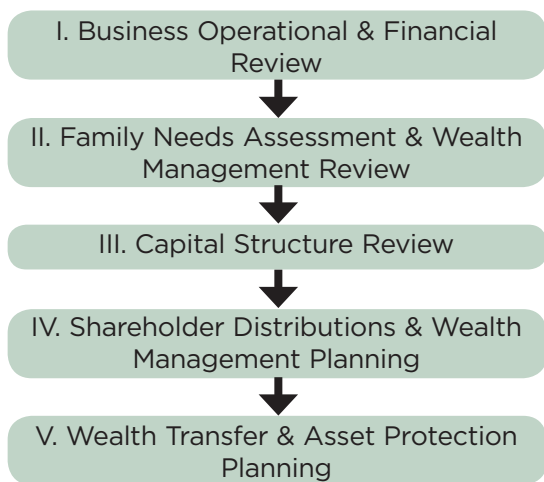 I. Business Operational & Financial
Review
II. Family Needs Assessment & Wealth
Management Review
III. Capital Structure Review
IV. Shareholder Distributions & Wealth
Management Planning
V. Wealth Transfer & Asset Protection
Planning